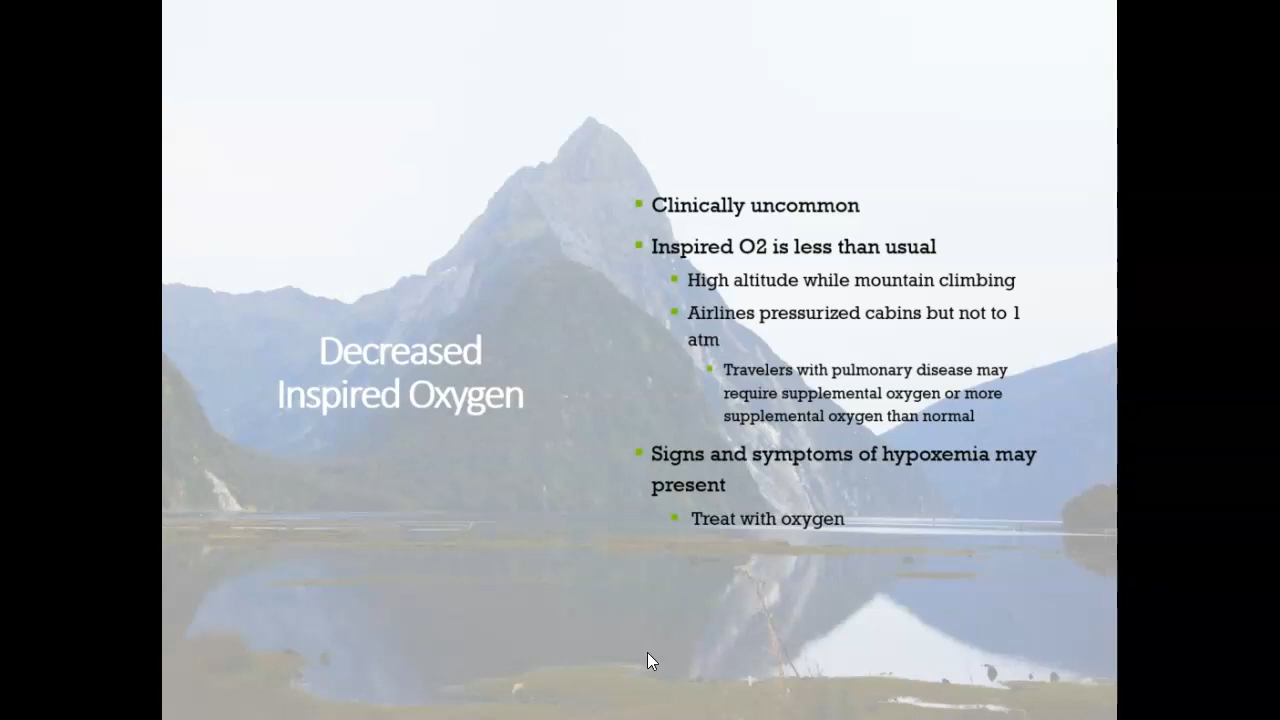 Decreased
Inspired Oxygen
Clinically uncommon
Inspired O2 is less than usual
High altitude while mountain climbing
Airlines pressurized cabins but not to 1
atm
Travelers with pulmonary disease may
require supplemental oxygen or more
supplemental oxygen than normal
Signs and symptoms of hypoxemia may
present
Treat with oxygen